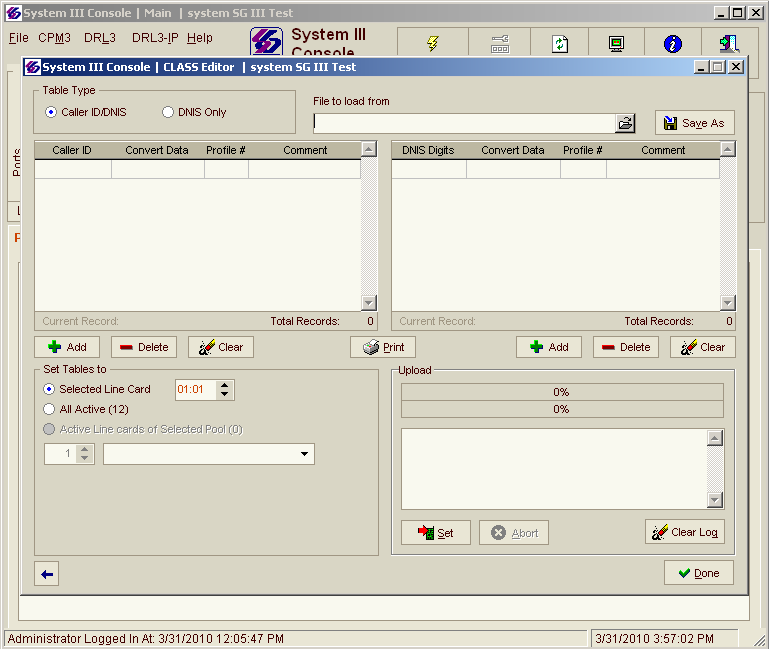 System III Console | Main | system SG III Test
File CPM3 DRL3 DRL3-IP Help
System III
Console
System III Console | CLASS Editor | system SG III Test
Table Type
Caller ID/DNIS DNIS Only
File to load from
Save As
Ports
Caller ID Convert Data Profile # Comment
DNIS Digits Convert Data Profile # Comment
Current Record: Total Records: 0
Current Record: Total Records: 0
Add Delete Clear Print Add Delete Clear
Set Tables to
Selected Line Card 01:01
All Active (12)
Active Line cards of Selected Pool (0)
1
Upload
0%
0%
Set Abort Clear Log
Done
Administrator Logged In At: 3/31/2010 12:05:47 PM
3/31/2010 3:57:02 PM